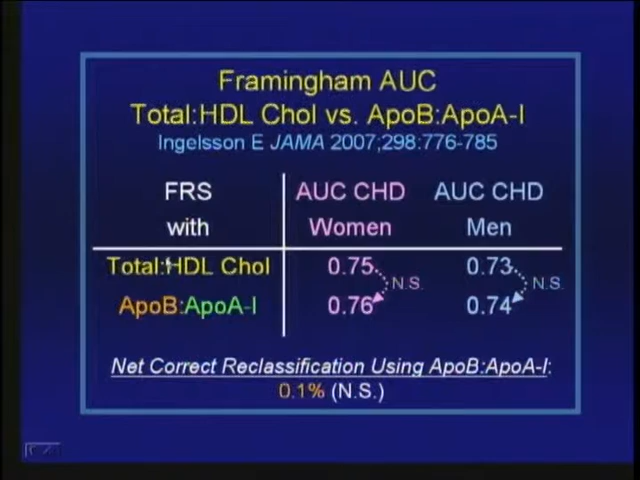 Framingham AUC
Total:HDL Chol vs. ApoB:ApoA-I
Ingelsson E JAMA 2007;298:776-785
FRS with AUC CHD Women AUC CHD Men
Total:HDL Chol 0.75 N.S. 0.73 N.S.
ApoB:ApoA-I 0.76 0.74
Net Correct Reclassification Using ApoB:ApoA-I:
0.1% (N.S.)